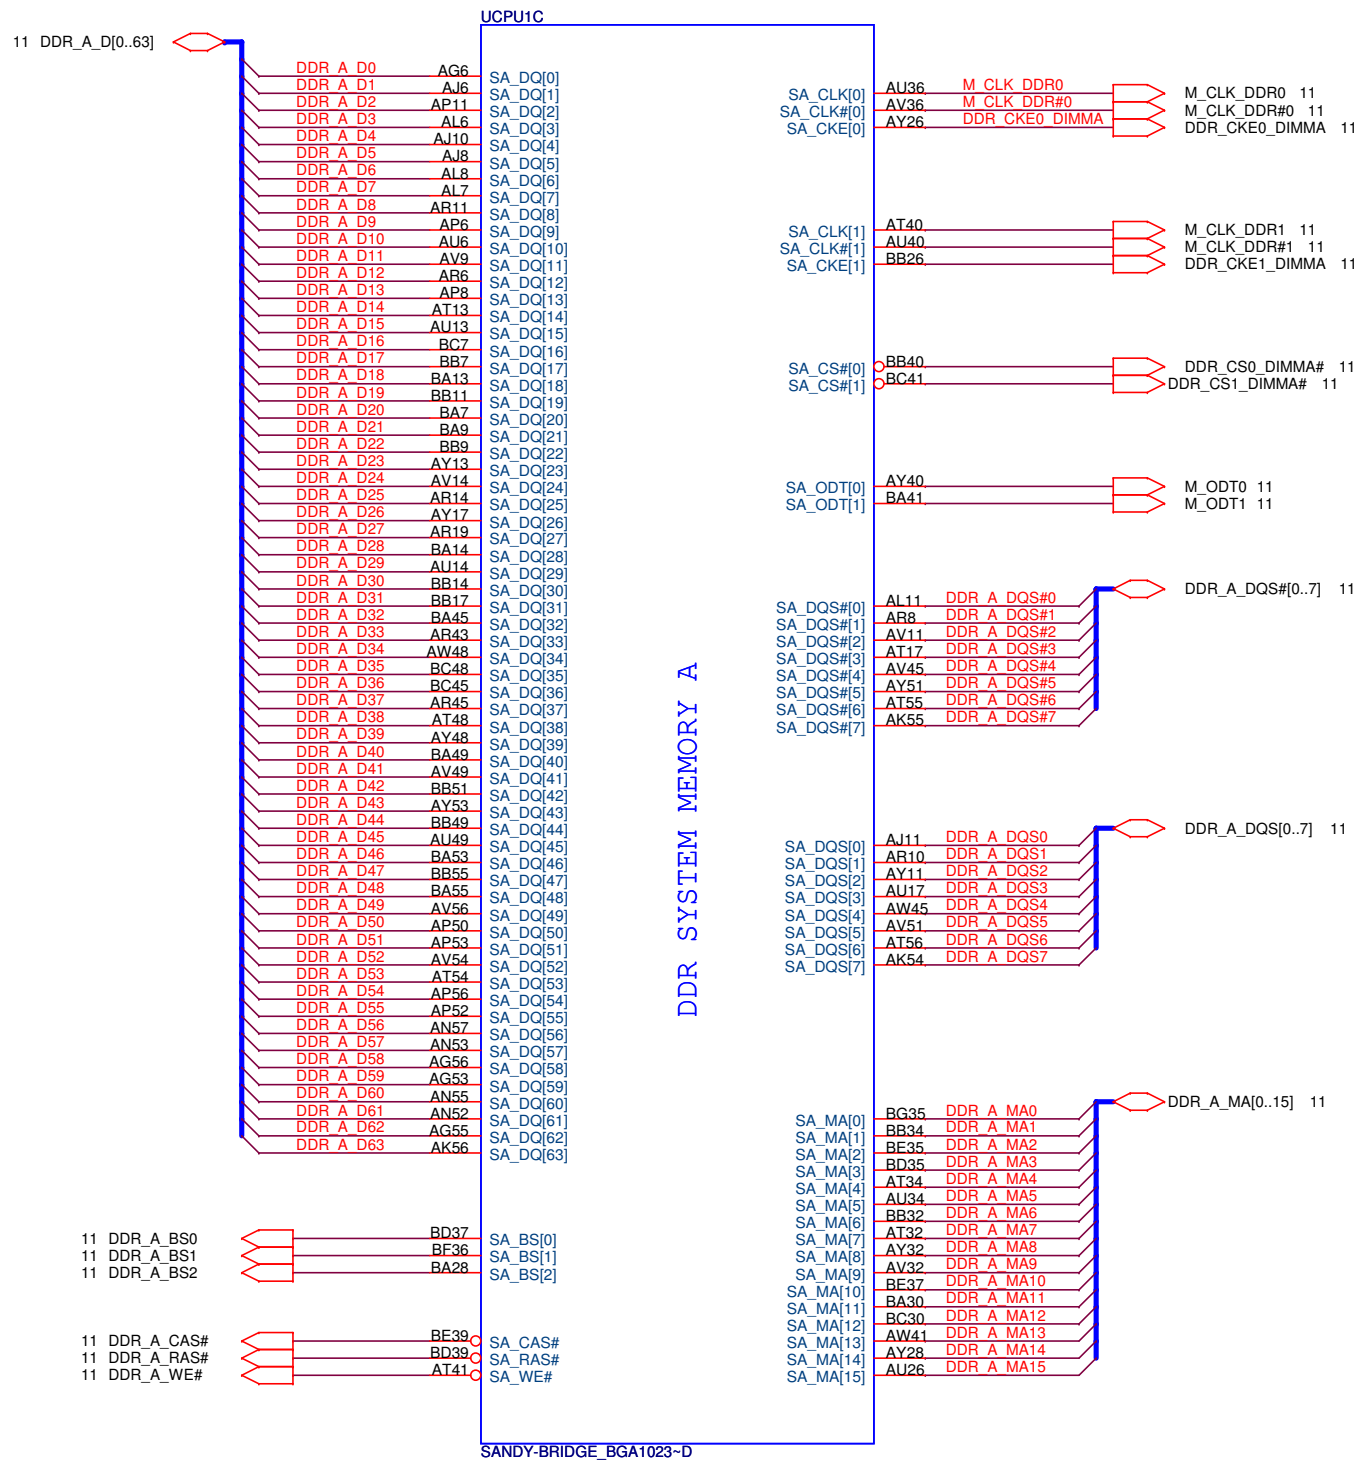 UCPU1C
11 DDR_A_D[0..63]
DDR_A_D0 AG6 SA_DQ[0]
DDR_A_D1 AJ6 SA_DQ[1]
DDR_A_D2 AP11 SA_DQ[2]
DDR_A_D3 AL6 SA_DQ[3]
DDR_A_D4 AJ10 SA_DQ[4]
DDR_A_D5 AJ8 SA_DQ[5]
DDR_A_D6 AL8 SA_DQ[6]
DDR_A_D7 AL7 SA_DQ[7]
DDR_A_D8 AR11 SA_DQ[8]
DDR_A_D9 AP6 SA_DQ[9]
DDR_A_D10 AU6 SA_DQ[10]
DDR_A_D11 AV9 SA_DQ[11]
DDR_A_D12 AR6 SA_DQ[12]
DDR_A_D13 AP8 SA_DQ[13]
DDR_A_D14 AT13 SA_DQ[14]
DDR_A_D15 AU13 SA_DQ[15]
DDR_A_D16 BC7 SA_DQ[16]
DDR_A_D17 BB7 SA_DQ[17]
DDR_A_D18 BA13 SA_DQ[18]
DDR_A_D19 BB11 SA_DQ[19]
DDR_A_D20 BA7 SA_DQ[20]
DDR_A_D21 BA9 SA_DQ[21]
DDR_A_D22 BB9 SA_DQ[22]
DDR_A_D23 AY13 SA_DQ[23]
DDR_A_D24 AV14 SA_DQ[24]
DDR_A_D25 AR14 SA_DQ[25]
DDR_A_D26 AY17 SA_DQ[26]
DDR_A_D27 AR19 SA_DQ[27]
DDR_A_D28 BA14 SA_DQ[28]
DDR_A_D29 AU14 SA_DQ[29]
DDR_A_D30 BB14 SA_DQ[30]
DDR_A_D31 BB17 SA_DQ[31]
DDR_A_D32 BA45 SA_DQ[32]
DDR_A_D33 AR43 SA_DQ[33]
DDR_A_D34 AW48 SA_DQ[34]
DDR_A_D35 BC48 SA_DQ[35]
DDR_A_D36 BC45 SA_DQ[36]
DDR_A_D37 AR45 SA_DQ[37]
DDR_A_D38 AT48 SA_DQ[38]
DDR_A_D39 AY48 SA_DQ[39]
DDR_A_D40 BA49 SA_DQ[40]
DDR_A_D41 AV49 SA_DQ[41]
DDR_A_D42 BB51 SA_DQ[42]
DDR_A_D43 AY53 SA_DQ[43]
DDR_A_D44 BB49 SA_DQ[44]
DDR_A_D45 AU49 SA_DQ[45]
DDR_A_D46 BA53 SA_DQ[46]
DDR_A_D47 BB55 SA_DQ[47]
DDR_A_D48 BA55 SA_DQ[48]
DDR_A_D49 AV56 SA_DQ[49]
DDR_A_D50 AP50 SA_DQ[50]
DDR_A_D51 AP53 SA_DQ[51]
DDR_A_D52 AV54 SA_DQ[52]
DDR_A_D53 AT54 SA_DQ[53]
DDR_A_D54 AP56 SA_DQ[54]
DDR_A_D55 AP52 SA_DQ[55]
DDR_A_D56 AN57 SA_DQ[56]
DDR_A_D57 AN53 SA_DQ[57]
DDR_A_D58 AG56 SA_DQ[58]
DDR_A_D59 AG53 SA_DQ[59]
DDR_A_D60 AN55 SA_DQ[60]
DDR_A_D61 AN52 SA_DQ[61]
DDR_A_D62 AG55 SA_DQ[62]
DDR_A_D63 AK56 SA_DQ[63]
11 DDR_A_BS0 BD37 SA_BS[0]
11 DDR_A_BS1 BF36 SA_BS[1]
11 DDR_A_BS2 BA28 SA_BS[2]
11 DDR_A_CAS# BE39 SA_CAS#
11 DDR_A_RAS# BD39 SA_RAS#
11 DDR_A_WE# AT41 SA_WE#
DDR SYSTEM MEMORY A
SA_CLK[0] AU36 M_CLK_DDR0 M_CLK_DDR0 11
SA_CLK#[0] AV36 M_CLK_DDR#0 M_CLK_DDR#0 11
SA_CKE[0] AY26 DDR_CKE0_DIMMA DDR_CKE0_DIMMA 11
SA_CLK[1] AT40 M_CLK_DDR1 11
SA_CLK#[1] AU40 M_CLK_DDR#1 11
SA_CKE[1] BB26 DDR_CKE1_DIMMA 11
SA_CS#[0] BB40 DDR_CS0_DIMMA# 11
SA_CS#[1] BC41 DDR_CS1_DIMMA# 11
SA_ODT[0] AY40 M_ODT0 11
SA_ODT[1] BA41 M_ODT1 11
DDR_A_DQS#[0..7] 11
SA_DQS#[0] AL11 DDR_A_DQS#0
SA_DQS#[1] AR8 DDR_A_DQS#1
SA_DQS#[2] AV11 DDR_A_DQS#2
SA_DQS#[3] AT17 DDR_A_DQS#3
SA_DQS#[4] AV45 DDR_A_DQS#4
SA_DQS#[5] AY51 DDR_A_DQS#5
SA_DQS#[6] AT55 DDR_A_DQS#6
SA_DQS#[7] AK55 DDR_A_DQS#7
DDR_A_DQS[0..7] 11
SA_DQS[0] AJ11 DDR_A_DQS0
SA_DQS[1] AR10 DDR_A_DQS1
SA_DQS[2] AY11 DDR_A_DQS2
SA_DQS[3] AU17 DDR_A_DQS3
SA_DQS[4] AW45 DDR_A_DQS4
SA_DQS[5] AV51 DDR_A_DQS5
SA_DQS[6] AT56 DDR_A_DQS6
SA_DQS[7] AK54 DDR_A_DQS7
DDR_A_MA[0..15] 11
SA_MA[0] BG35 DDR_A_MA0
SA_MA[1] BB34 DDR_A_MA1
SA_MA[2] BE35 DDR_A_MA2
SA_MA[3] BD35 DDR_A_MA3
SA_MA[4] AT34 DDR_A_MA4
SA_MA[5] AU34 DDR_A_MA5
SA_MA[6] BB32 DDR_A_MA6
SA_MA[7] AT32 DDR_A_MA7
SA_MA[8] AY32 DDR_A_MA8
SA_MA[9] AV32 DDR_A_MA9
SA_MA[10] BE37 DDR_A_MA10
SA_MA[11] BA30 DDR_A_MA11
SA_MA[12] BC30 DDR_A_MA12
SA_MA[13] AW41 DDR_A_MA13
SA_MA[14] AY28 DDR_A_MA14
SA_MA[15] AU26 DDR_A_MA15
SANDY-BRIDGE_BGA1023~D